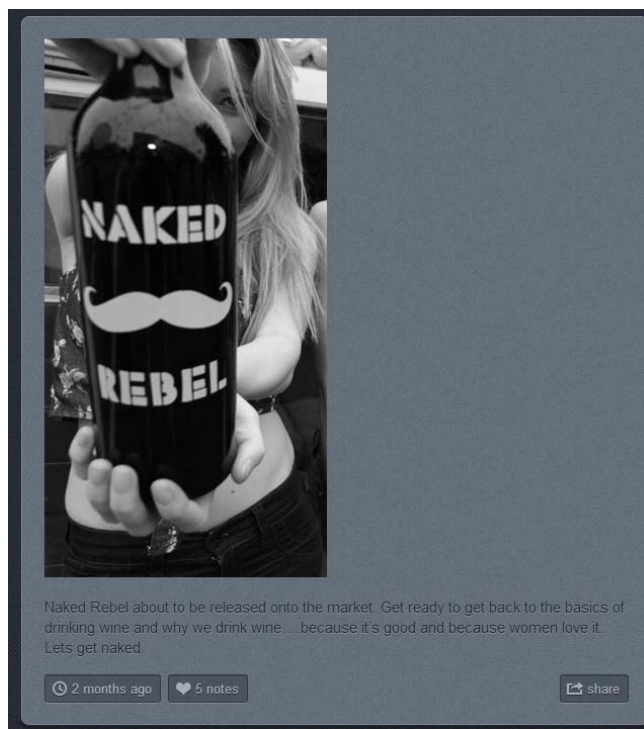 NAKED
REBEL
Naked Rebel about to be released onto the market. Get ready to get back to the basics of
drinking wine and why we drink wine.....because it's good and because women love it.
Lets get naked.
2 months ago 5 notes share